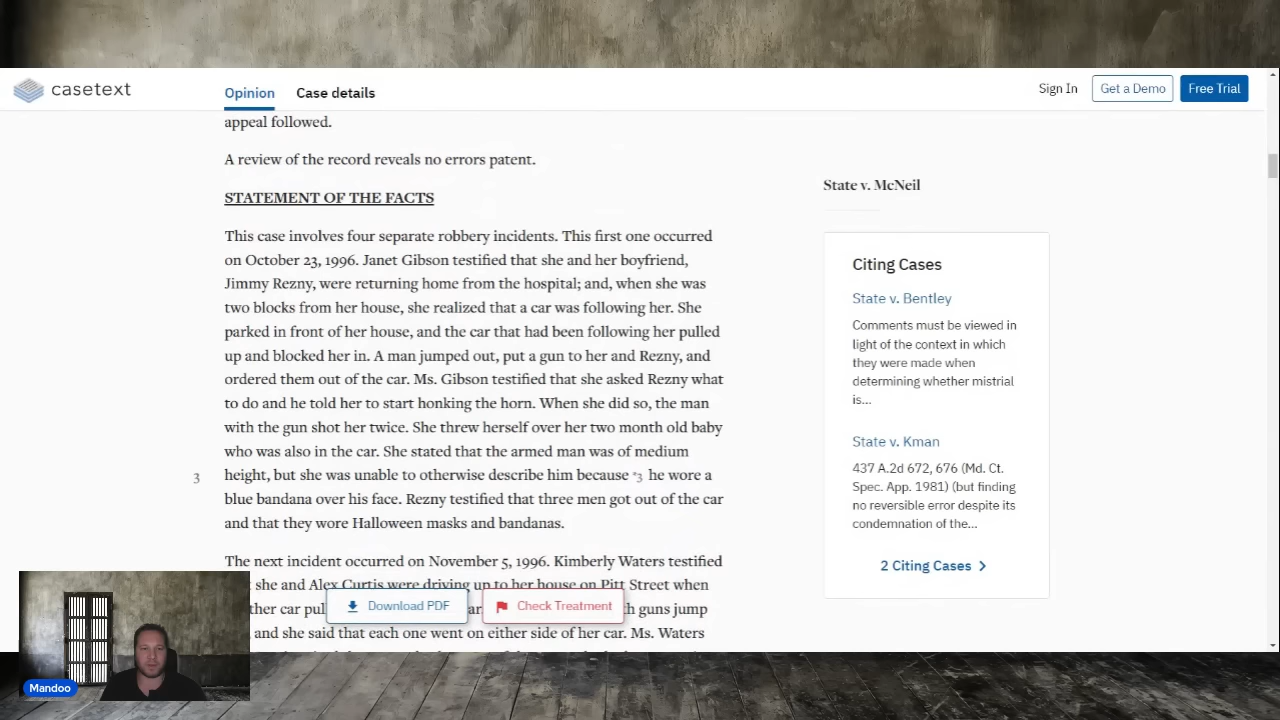 casetext
Opinion
Case details
Sign In
Get a Demo
Free Trial
appeal followed.
A review of the record reveals no errors patent.
STATEMENT OF THE FACTS
This case involves four separate robbery incidents. This first one occurred
on October 23, 1996. Janet Gibson testified that she and her boyfriend,
Jimmy Rezny, were returning home from the hospital; and, when she was
two blocks from her house, she realized that a car was following her. She
parked in front of her house, and the car that had been following her pulled
up and blocked her in. A man jumped out, put a gun to her and Rezny, and
ordered them out of the car. Ms. Gibson testified that she asked Rezny what
to do and he told her to start honking the horn. When she did so, the man
with the gun shot her twice. She threw herself over her two month old baby
who was also in the car. She stated that the armed man was of medium
3 height, but she was unable to otherwise describe him because *3 he wore a
blue bandana over his face. Rezny testified that three men got out of the car
and that they wore Halloween masks and bandanas.
The next incident occurred on November 5, 1996. Kimberly Waters testified
she and Alex Curtis were driving up to her house on Pitt Street when
car guns jump
and she said that each one went on either side of her car. Ms. Waters
Download PDF
Check Treatment
State v. McNeil
Citing Cases
State v. Bentley
Comments must be viewed in
light of the context in which
they were made when
determining whether mistrial
is...
State v. Kman
437 A.2d 672, 676 (Md. Ct.
Spec. App. 1981) (but finding
no reversible error despite its
condemnation of the...
2 Citing Cases
Mandoo